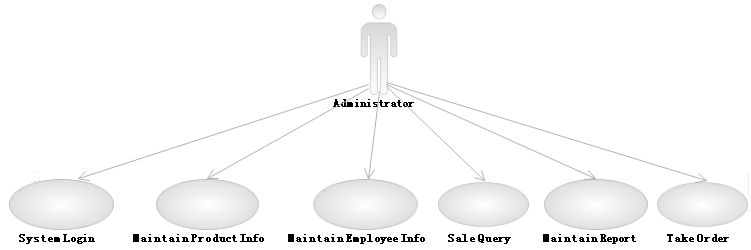 Administrator
System Login
Maintain Product Info
Maintain Employee Info
Sale Query
Maintain Report
Take Order